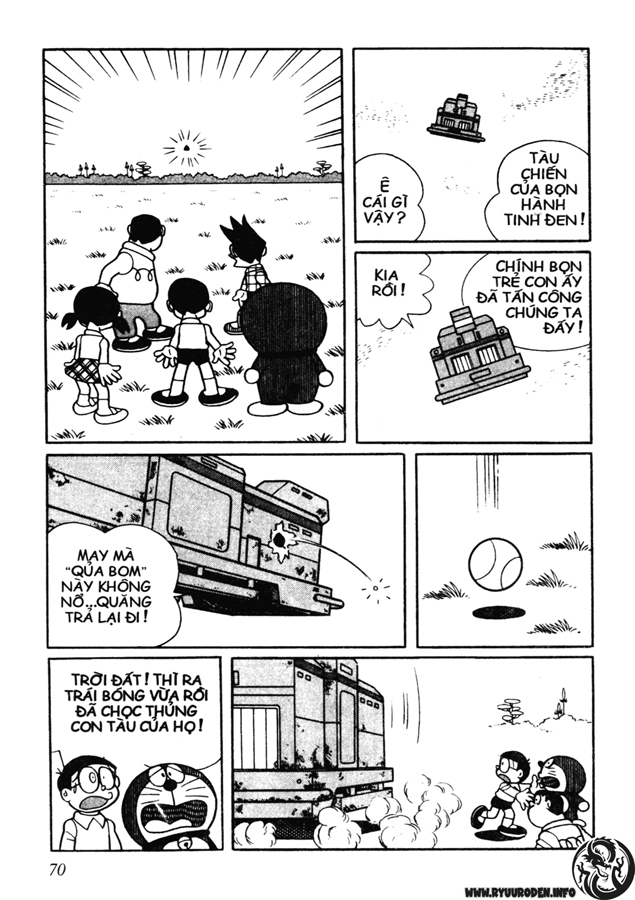 TÀU
CHIẾN
CỦA BỌN
HÀNH
TINH ĐEN!
Ê
CÁI GÌ
VẬY?
CHÍNH BỌN
TRẺ CON ẤY
ĐÃ TẤN CÔNG
CHÚNG TA
ĐẤY!
KIA
RỒI!
MAY MÀ
"QỦA BOM"
NÀY KHÔNG
NỔ...QUĂNG
TRẢ LẠI ĐI!
TRỜI ĐẤT! THÌ RA
TRÁI BÓNG VỪA RỒI
ĐÃ CHỌC THỦNG
CON TÀU CỦA HỌ!
70
WWW.RYUURODEN.INFO